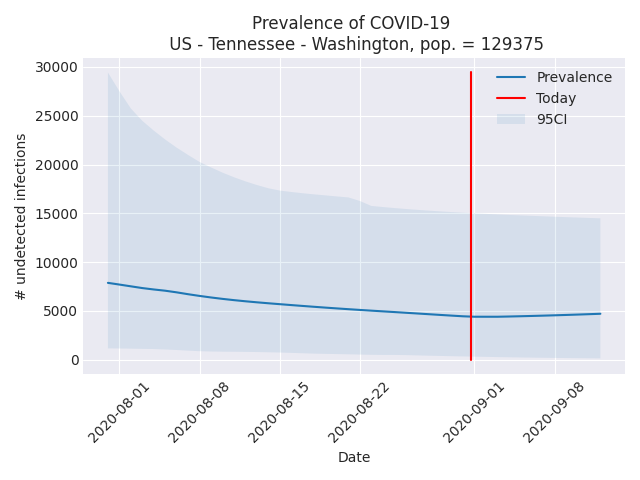 Prevalence of COVID-19
US - Tennessee - Washington, pop. = 129375
30000
25000
20000
15000
10000
5000
0
# undetected infections
Prevalence
Today
95CI
2020-08-01
2020-08-08
2020-08-15
2020-08-22
2020-09-01
2020-09-08
Date